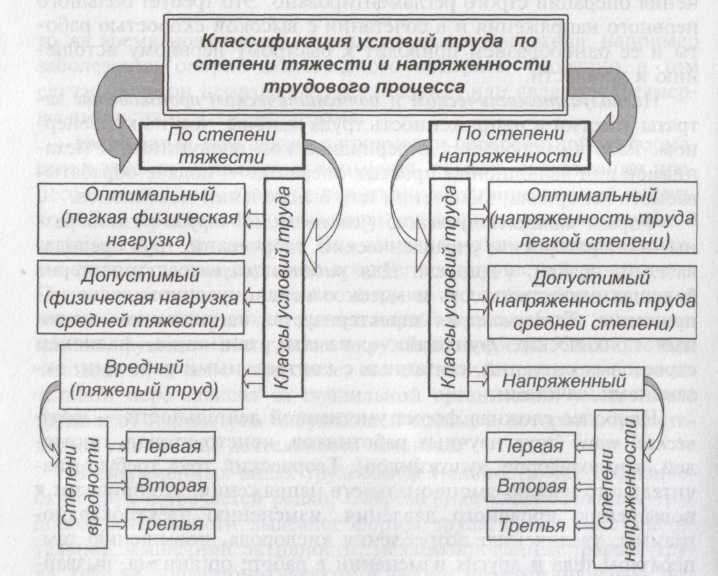 Классификация условий труда по
степени тяжести и напряженности
трудового процесса
По степени
тяжести
По степени
напряженности
Оптимальный
(легкая физическая
нагрузка)
Допустимый
(физическая нагрузка
средней тяжести)
Вредный
(тяжелый труд)
Классы условий труда
Степени
вредности
Первая
Вторая
Третья
Классы условий труда
Оптимальный
(напряженность труда
легкой степени)
Допустимый
(напряженность труда
средней степени)
Напряженный
Первая
Вторая
Третья
Степени
напряженности